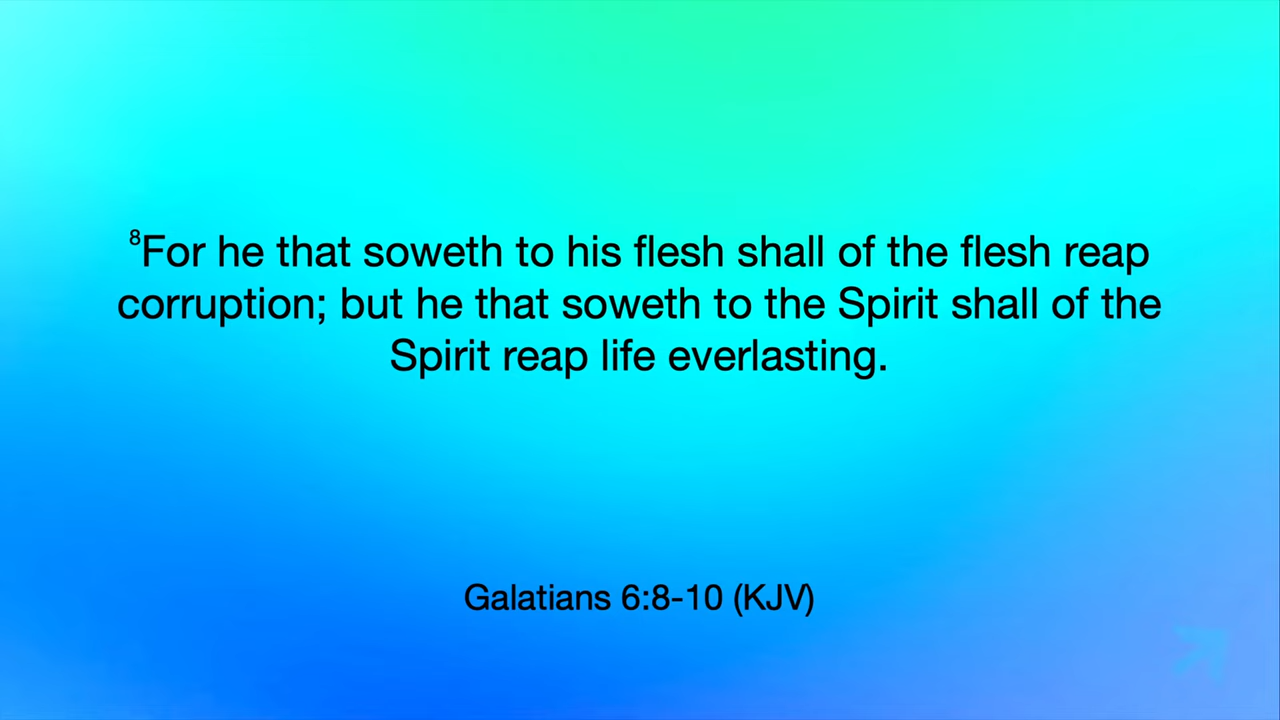 ⁸For he that soweth to his flesh shall of the flesh reap
corruption; but he that soweth to the Spirit shall of the
Spirit reap life everlasting.
Galatians 6:8-10 (KJV)